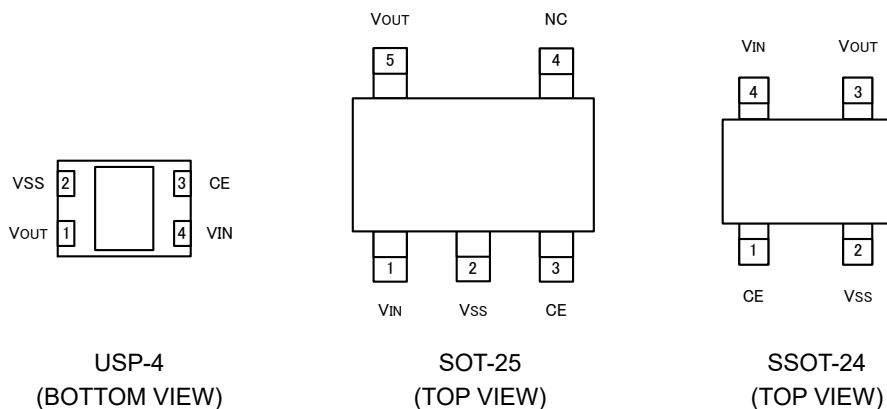 VSS 2 3 CE
VOUT 1 4 VIN
USP-4
(BOTTOM VIEW)
VOUT NC
5 4
1 2 3
VIN VSS CE
SOT-25
(TOP VIEW)
VIN VOUT
4 3
1 2
CE VSS
SSOT-24
(TOP VIEW)